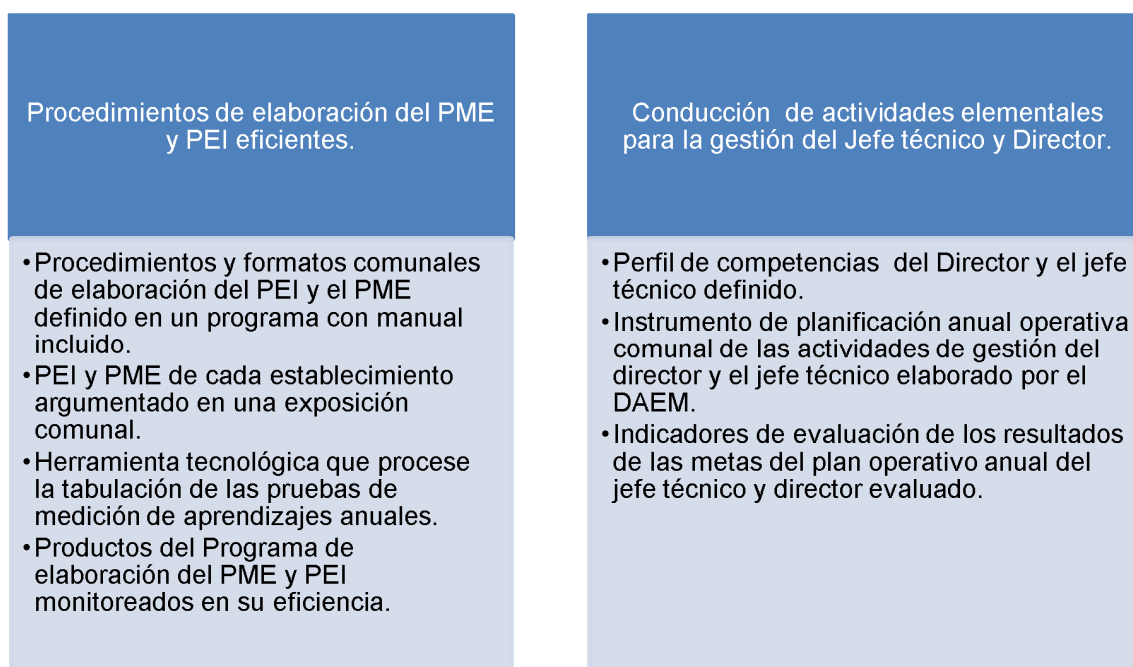 Procedimientos de elaboración del PME
y PEI eficientes.
•Procedimientos y formatos comunales
de elaboración del PEI y el PME
definido en un programa con manual
incluido.
•PEI y PME de cada establecimiento
argumentado en una exposición
comunal.
•Herramienta tecnológica que procese
la tabulación de las pruebas de
medición de aprendizajes anuales.
•Productos del Programa de
elaboración del PME y PEI
monitoreados en su eficiencia.
Conducción de actividades elementales
para la gestión del Jefe técnico y Director.
•Perfil de competencias del Director y el jefe
técnico definido.
•Instrumento de planificación anual operativa
comunal de las actividades de gestión del
director y el jefe técnico elaborado por el
DAEM.
•Indicadores de evaluación de los resultados
de las metas del plan operativo anual del
jefe técnico y director evaluado.